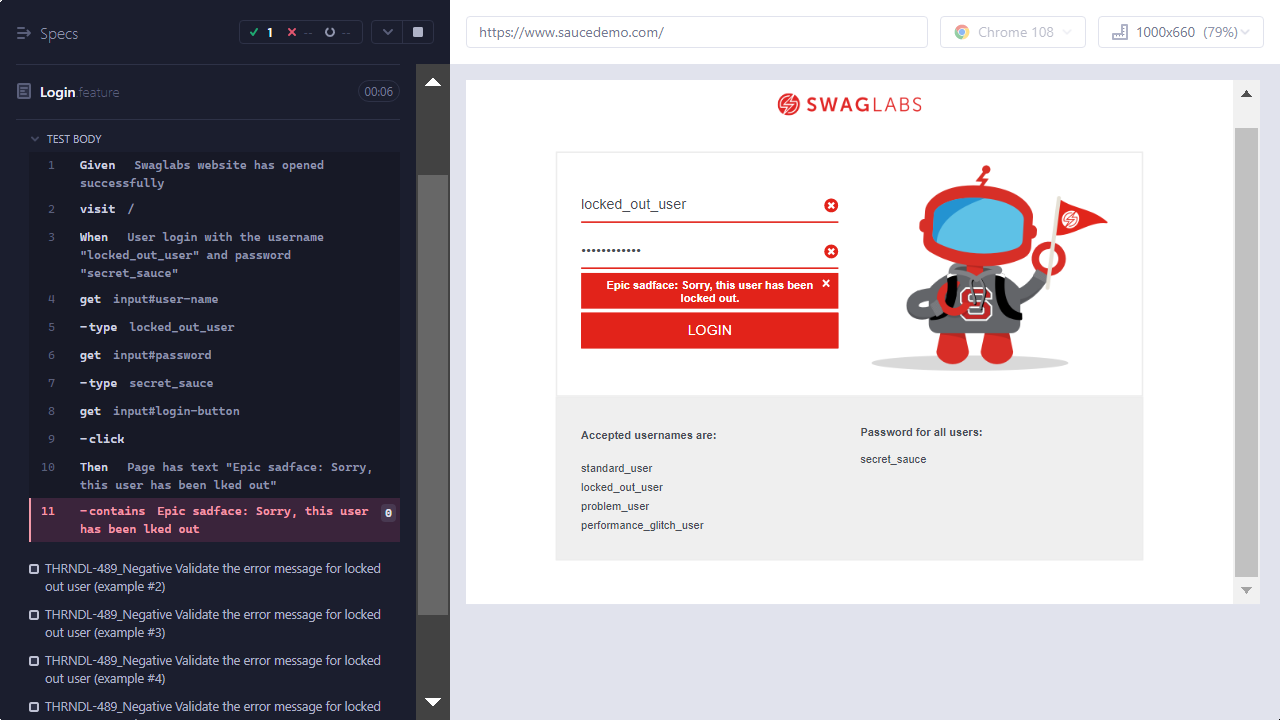 Specs
1
--
--
https://www.saucedemo.com/
Chrome 108
1000x660 (79%)
Login.feature
00:06
TEST BODY
1 Given Swaglabs website has opened
successfully
2 visit /
3 When User login with the username
"locked_out_user" and password
"secret_sauce"
4 get input#user-name
5 -type locked_out_user
6 get input#password
7 -type secret_sauce
8 get input#login-button
9 -click
10 Then Page has text "Epic sadface: Sorry,
this user has been lked out"
11 -contains Epic sadface: Sorry, this user
has been lked out
0
THRNDL-489_Negative Validate the error message for locked
out user (example #2)
THRNDL-489_Negative Validate the error message for locked
out user (example #3)
THRNDL-489_Negative Validate the error message for locked
out user (example #4)
THRNDL-489_Negative Validate the error message for locked
SWAGLABS
locked_out_user
••••••••••••
Epic sadface: Sorry, this user has been
locked out.
LOGIN
Accepted usernames are:
standard_user
locked_out_user
problem_user
performance_glitch_user
Password for all users:
secret_sauce